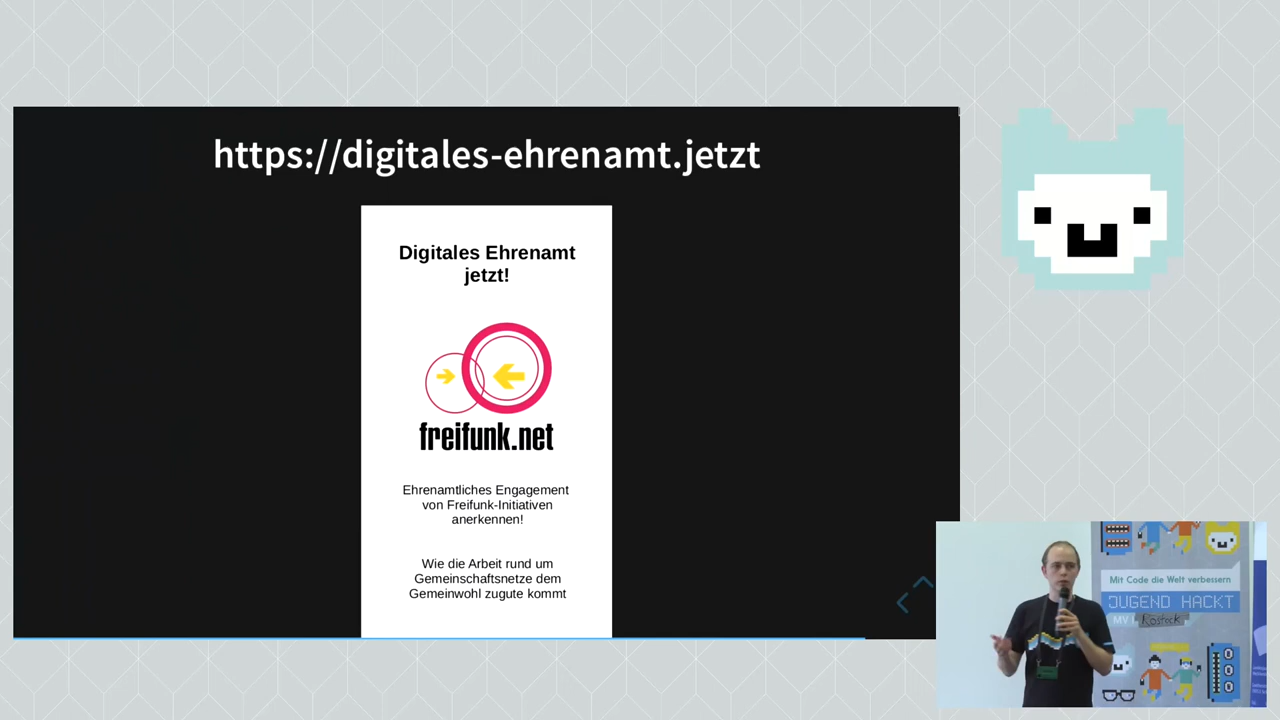 https://digitales-ehrenamt.jetzt
Digitales Ehrenamt
jetzt!
freifunk.net
Ehrenamtliches Engagement
von Freifunk-Initiativen
anerkennen!
Wie die Arbeit rund um
Gemeinschaftsnetze dem
Gemeinwohl zugute kommt
Mit Code die Welt verbessern
JUGEND HACKT
MV | Rostock